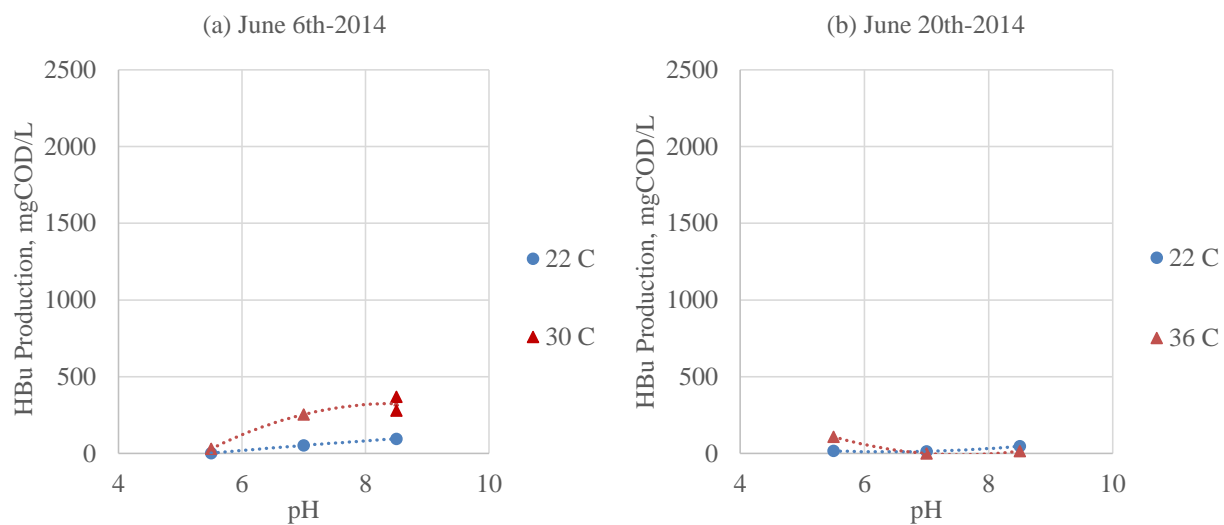 (a) June 6th-2014
HBu Production, mgCOD/L
2500
2000
1500
1000
500
0
4
6
8
10
pH
22 C
30 C
(b) June 20th-2014
HBu Production, mgCOD/L
2500
2000
1500
1000
500
0
4
6
8
10
pH
22 C
36 C